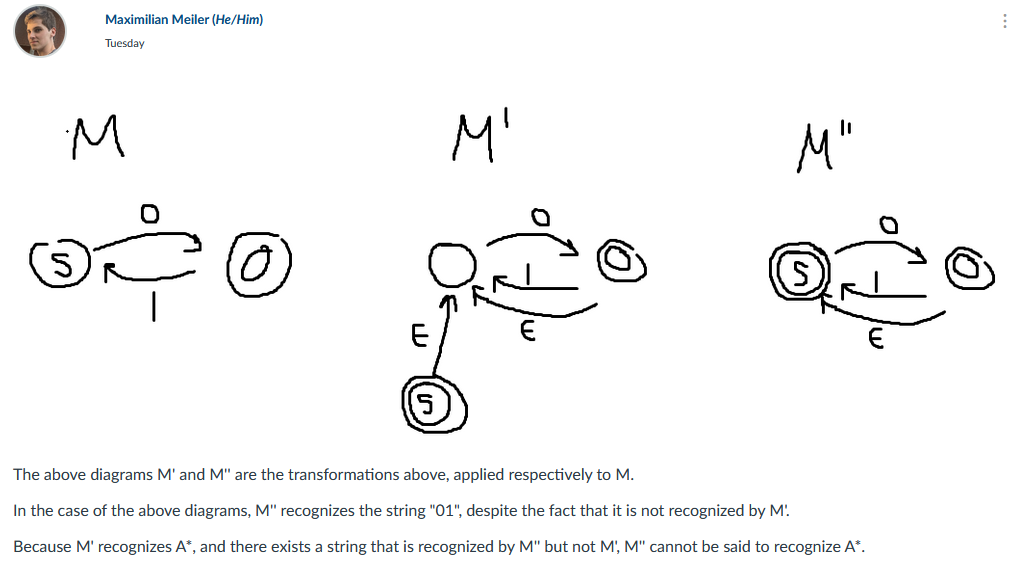 Maximilian Meiler (He/Him)
Tuesday
M M' M"
0 0 0
S S
1 1 1
E ϵ ϵ
S
The above diagrams M' and M" are the transformations above, applied respectively to M.
In the case of the above diagrams, M" recognizes the string "01", despite the fact that it is not recognized by M'.
Because M' recognizes A*, and there exists a string that is recognized by M" but not M', M" cannot be said to recognize A*.